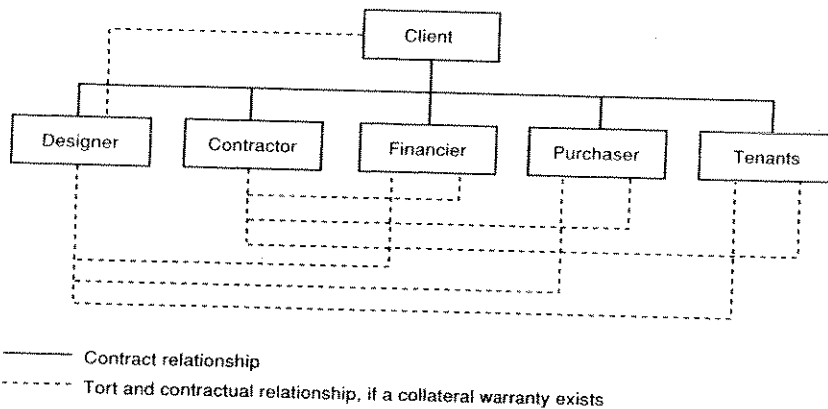 Client
Designer
Contractor
Financier
Purchaser
Tenants
Contract relationship
Tort and contractual relationship, if a collateral warranty exists